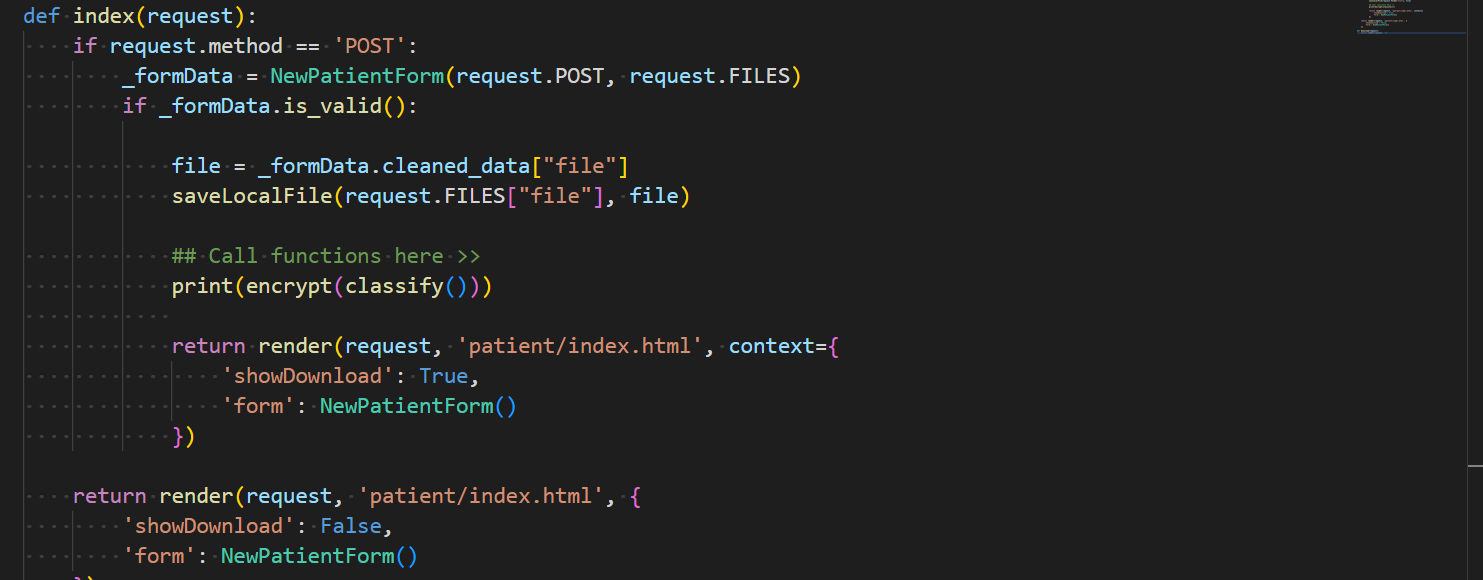 def index(request):
    if request.method == 'POST':
        _formData = NewPatientForm(request.POST, request.FILES)
        if _formData.is_valid():

            file = _formData.cleaned_data["file"]
            saveLocalFile(request.FILES["file"], file)

            ## Call functions here >>
            print(encrypt(classify()))

            return render(request, 'patient/index.html', context={
                'showDownload': True,
                'form': NewPatientForm()
            })

    return render(request, 'patient/index.html', {
        'showDownload': False,
        'form': NewPatientForm()
    })